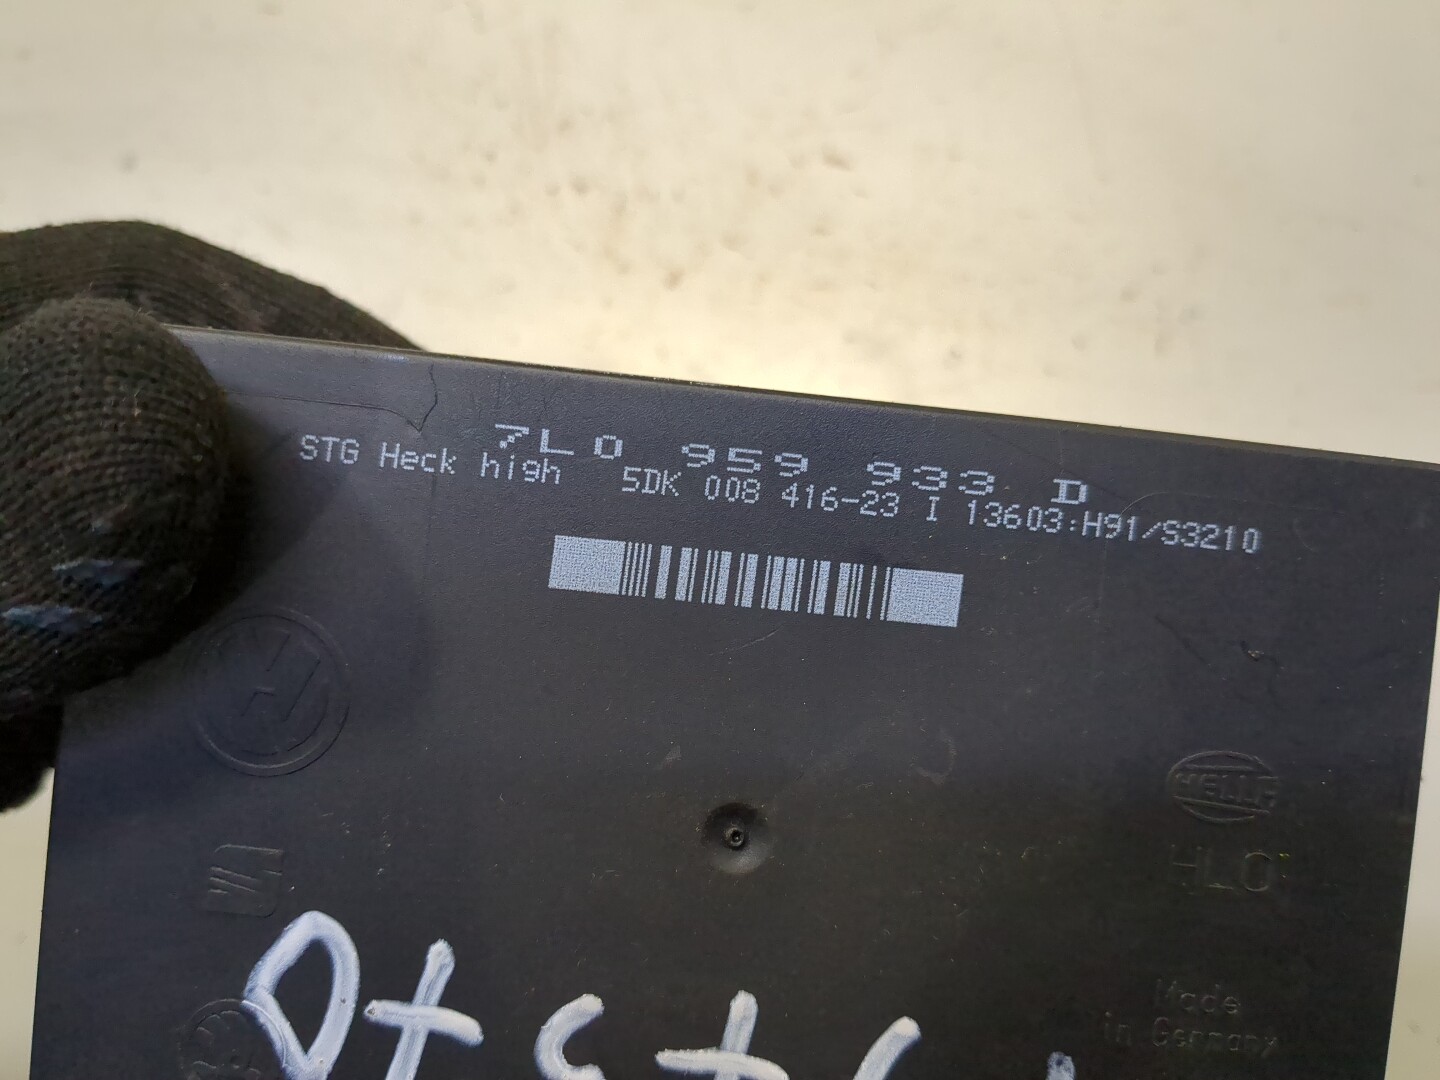 7L0 959 933 D
STG Heck high 5DK 008 416-23 I 13603:H91/S3210
HELLA
HLO
Made
in Germany